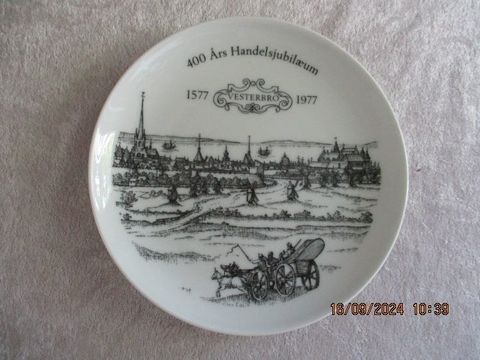 400 Års Handelsjubilæum
1577 VESTERBRO 1977
16/09/2024 10:39